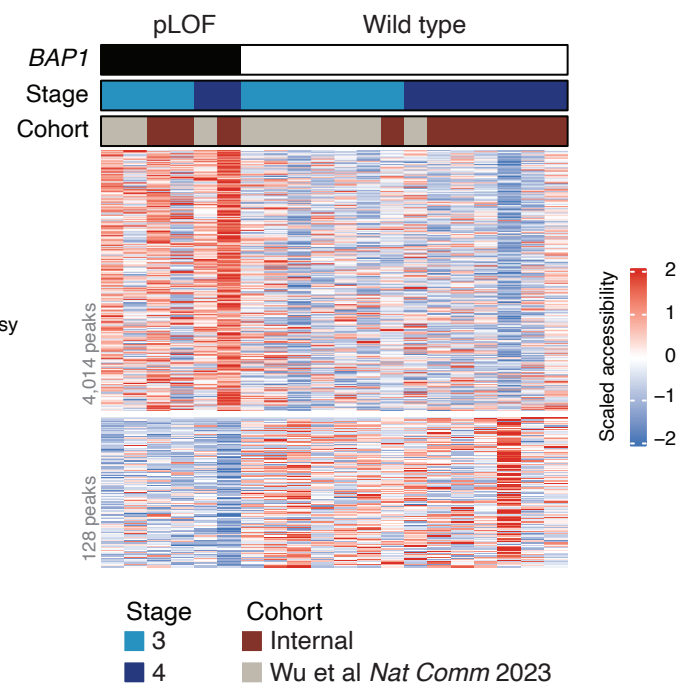 pLOF Wild type
BAP1
Stage
Cohort
sy
4,014 peaks
128 peaks
Scaled accessibility
2
1
0
−1
−2
Stage Cohort
3 Internal
4 Wu et al Nat Comm 2023